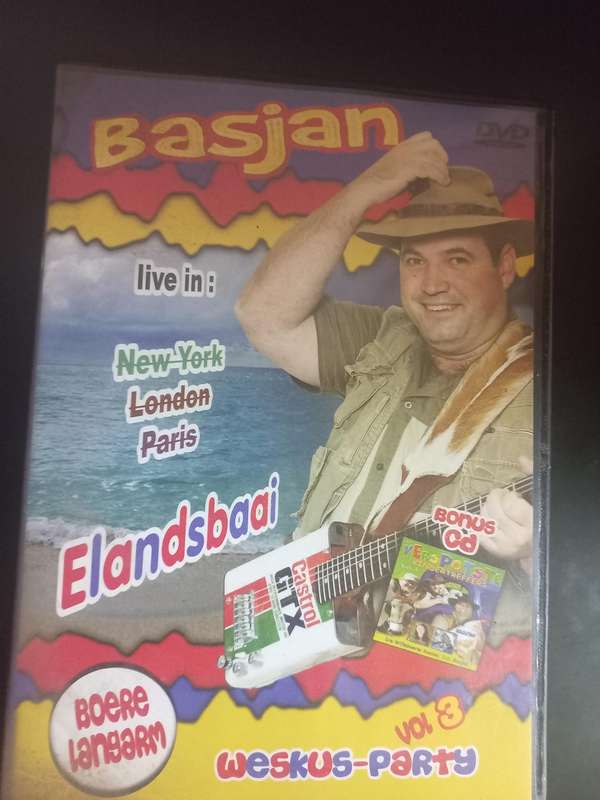 Basjan
DVD
live in :
New York
London
Paris
Elandsbaai
BONUS
Cd
Castrol
GTX
BOERE
LANGARM
VOl 3
WESKUS-PARTY